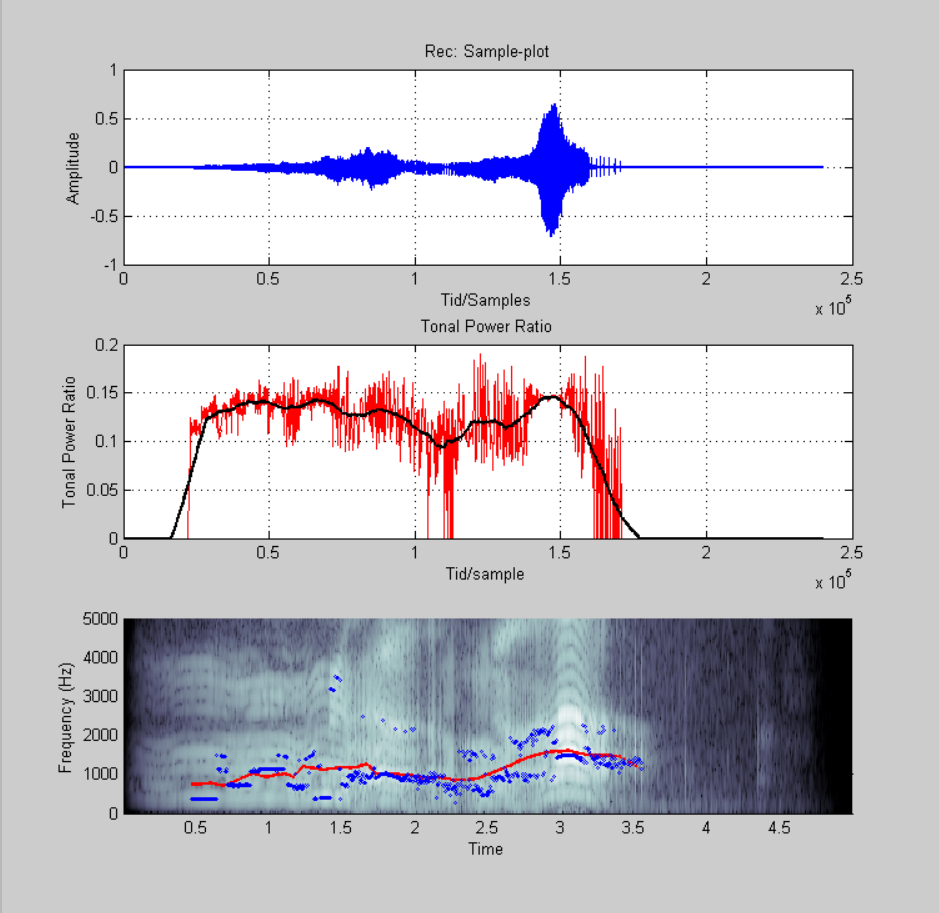 Rec: Sample-plot
Amplitude
1
0.5
0
-0.5
-1
0 0.5 1 1.5 2 2.5
Tid/Samples
x 10^5
Tonal Power Ratio
Tonal Power Ratio
0.2
0.15
0.1
0.05
0
0 0.5 1 1.5 2 2.5
Tid/sample
x 10^5
Frequency (Hz)
5000
4000
3000
2000
1000
0
0.5 1 1.5 2 2.5 3 3.5 4 4.5
Time